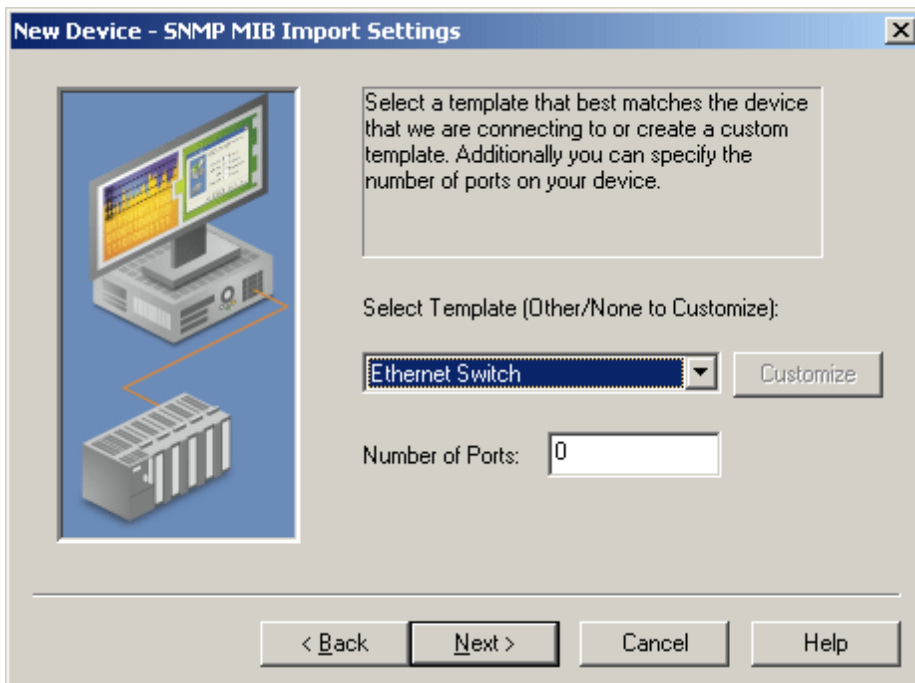 New Device - SNMP MIB Import Settings
Select a template that best matches the device
that we are connecting to or create a custom
template. Additionally you can specify the
number of ports on your device.
Select Template (Other/None to Customize):
Ethernet Switch
Customize
Number of Ports:
0
< Back
Next >
Cancel
Help